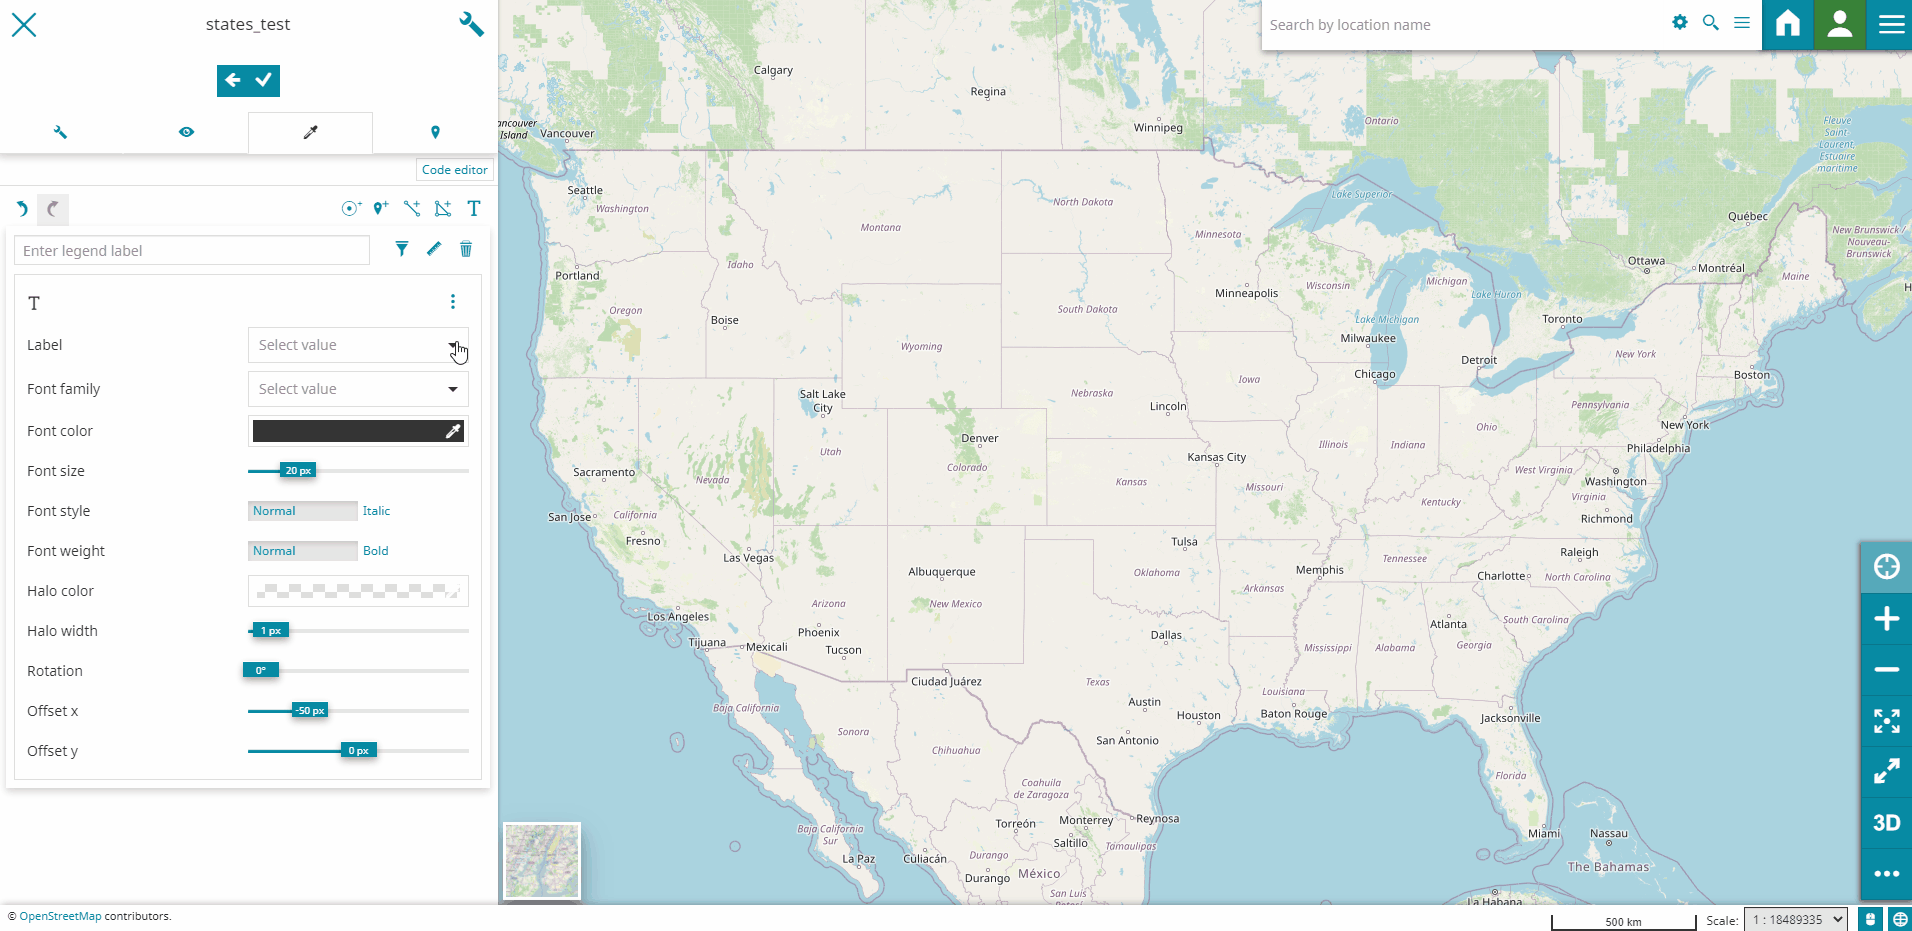 states_test
Search by location name
Code editor
Enter legend label
T
T
Label
Select value
Font family
Select value
Font color
Font size
20 px
Font style
Normal
Italic
Font weight
Normal
Bold
Halo color
Halo width
1 px
Rotation
0°
Offset x
-50 px
Offset y
0 px
Calgary
Regina
Winnipeg
ancouver
Island
Vancouver
Ontario
Fleuve
Saint-
Laurent,
Estuaire
maritime
Seattle
Washington
Montana
North Dakota
Minnesota
Lake Superior
Québec
New Brunswick /
Nouveau-
Brunswick
Portland
Idaho
Ottawa
Montréal
Maine
H
Oregon
Boise
South Dakota
Minneapolis
Wisconsin
Michigan
Lake Huron
Wyoming
Lake Michigan
Milwaukee
Toronto
New York
Detroit
Chicago
Boston
Salt Lake
City
Nebraska
Iowa
Lincoln
Pennsylvania
New York
Denver
Utah
Colorado
Illinois
Indiana
Ohio
Philadelphia
Kansas City
Sacramento
Nevada
Kansas
Missouri
West Virginia
Washington
Virginia
Kentucky
Richmond
San Jose
California
Fresno
Las Vegas
Tulsa
Tennessee
Raleigh
Albuquerque
Oklahoma
Memphis
Charlotte
North Carolina
Arkansas
Los Angeles
Arizona
New Mexico
South Carolina
Atlanta
Phoenix
Tijuana
Mexicali
Tucson
Dallas
Mississippi
Alabama
Georgia
Ciudad Juárez
Texas
Louisiana
Baja California
Austin
Houston
Baton Rouge
Jacksonville
Sonora
Chihuahua
San Antonio
Coahuila
de Zaragoza
Florida
Baja California
Sur
Torreón
Monterrey
Reynosa
Saltillo
Tamaulipas
Miami
Nassau
La Paz
Culiacán
Durango
Durango
México
The Bahamas
San Luis
Potosí
La Habana
3D
© OpenStreetMap contributors.
500 km
Scale:
1 : 18489335